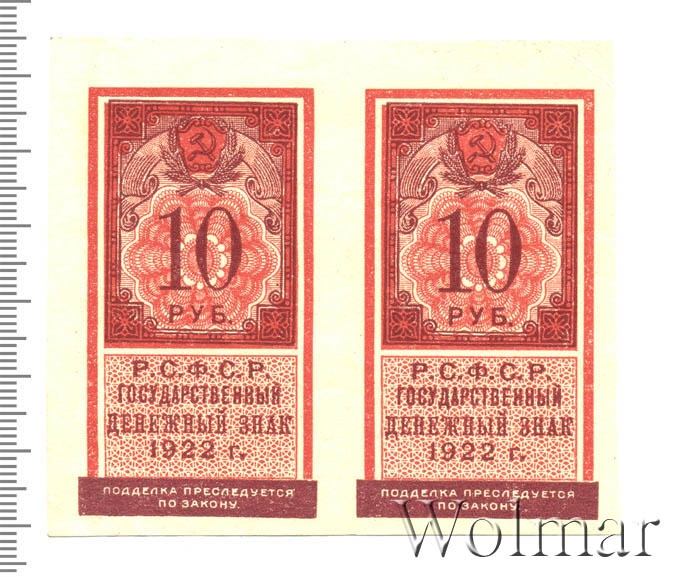 10
РУБ.
Р.С.Ф.С.Р.
ГОСУДАРСТВЕННЫЙ
ДЕНЕЖНЫЙ ЗНАК
1922 г.
ПОДДЕЛКА ПРЕСЛЕДУЕТСЯ
ПО ЗАКОНУ.
10
РУБ.
Р.С.Ф.С.Р.
ГОСУДАРСТВЕННЫЙ
ДЕНЕЖНЫЙ ЗНАК
1922 г.
ПОДДЕЛКА ПРЕСЛЕДУЕТСЯ
ПО ЗАКОНУ.
Wolmar